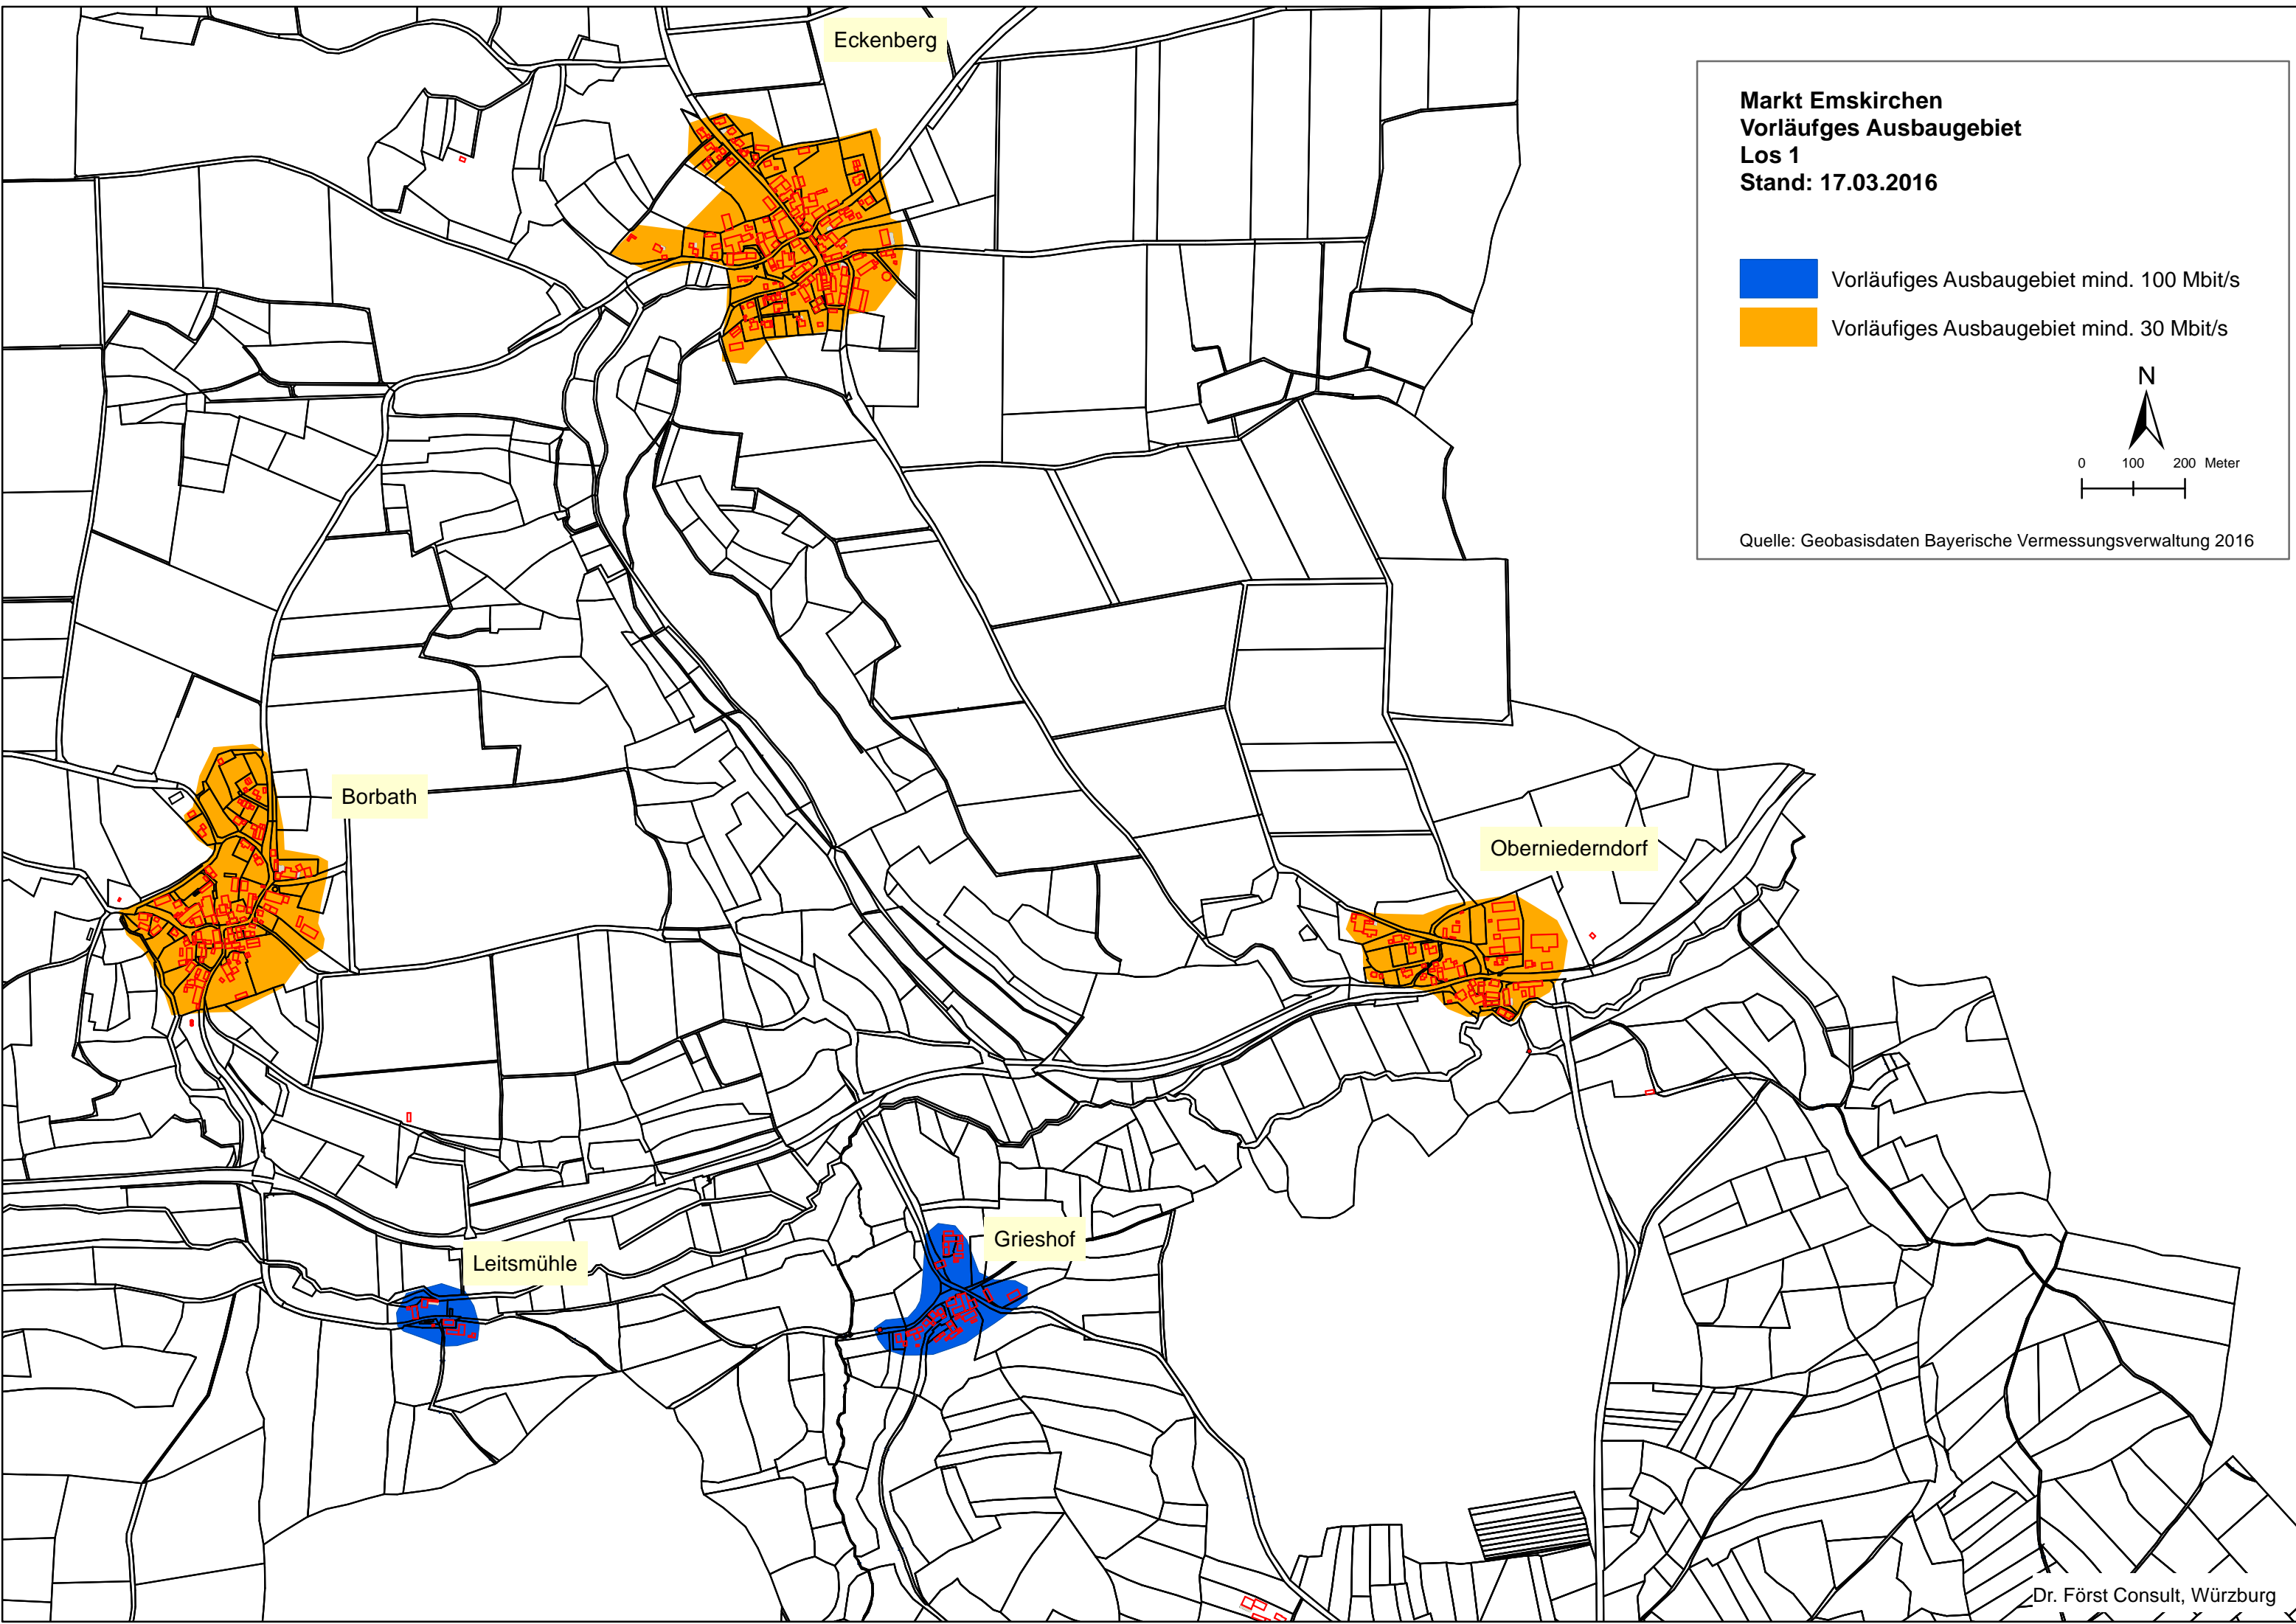 Eckenberg
Markt Emskirchen
Vorläufges Ausbaugebiet
Los 1
Stand: 17.03.2016
Vorläufiges Ausbaugebiet mind. 100 Mbit/s
Vorläufiges Ausbaugebiet mind. 30 Mbit/s
N
0 100 200 Meter
Quelle: Geobasisdaten Bayerische Vermessungsverwaltung 2016
Borbath
Oberniederndorf
Grieshof
Leitsmühle
Dr. Först Consult, Würzburg